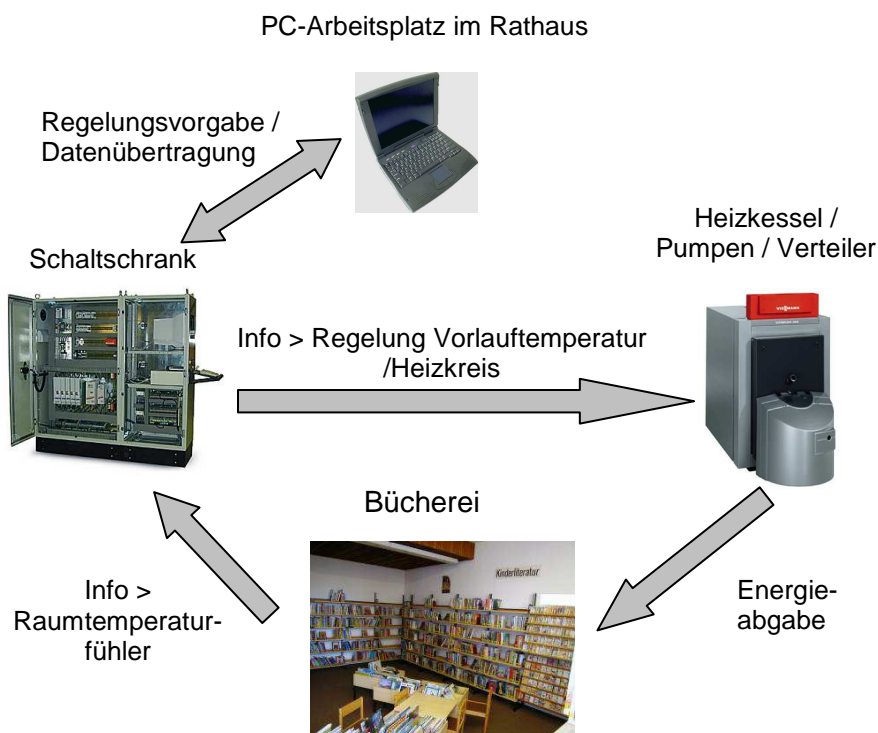 PC-Arbeitsplatz im Rathaus
Regelungsvorgabe /
Datenübertragung
Heizkessel /
Pumpen / Verteiler
Schaltschrank
VIESMANN
Info > Regelung Vorlauftemperatur
/Heizkreis
Bücherei
Kinderliteratur
Info >
Raumtemperatur-
fühler
Energie-
abgabe